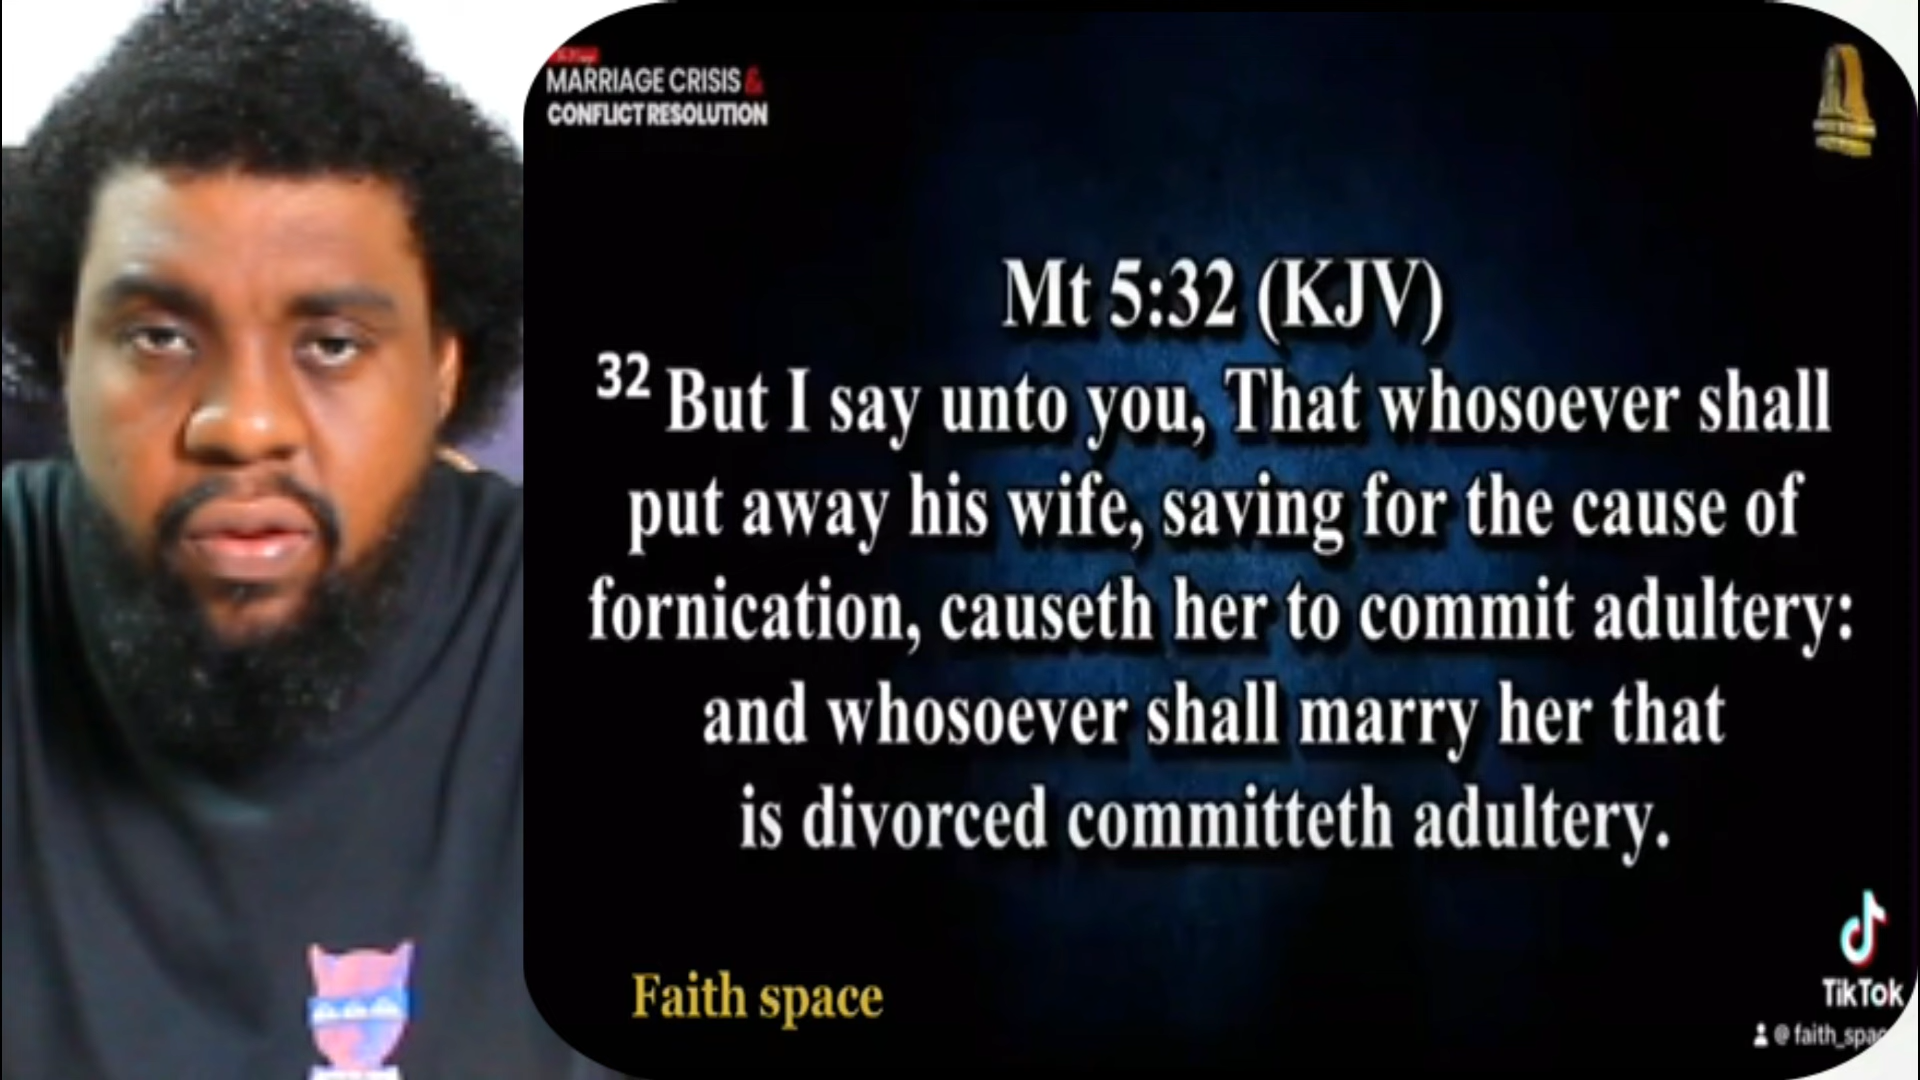 MARRIAGE CRISIS &
CONFLICT RESOLUTION
Mt 5:32 (KJV)
32 But I say unto you, That whosoever shall
put away his wife, saving for the cause of
fornication, causeth her to commit adultery:
and whosoever shall marry her that
is divorced committeth adultery.
Faith space
TikTok
@ faith_spa